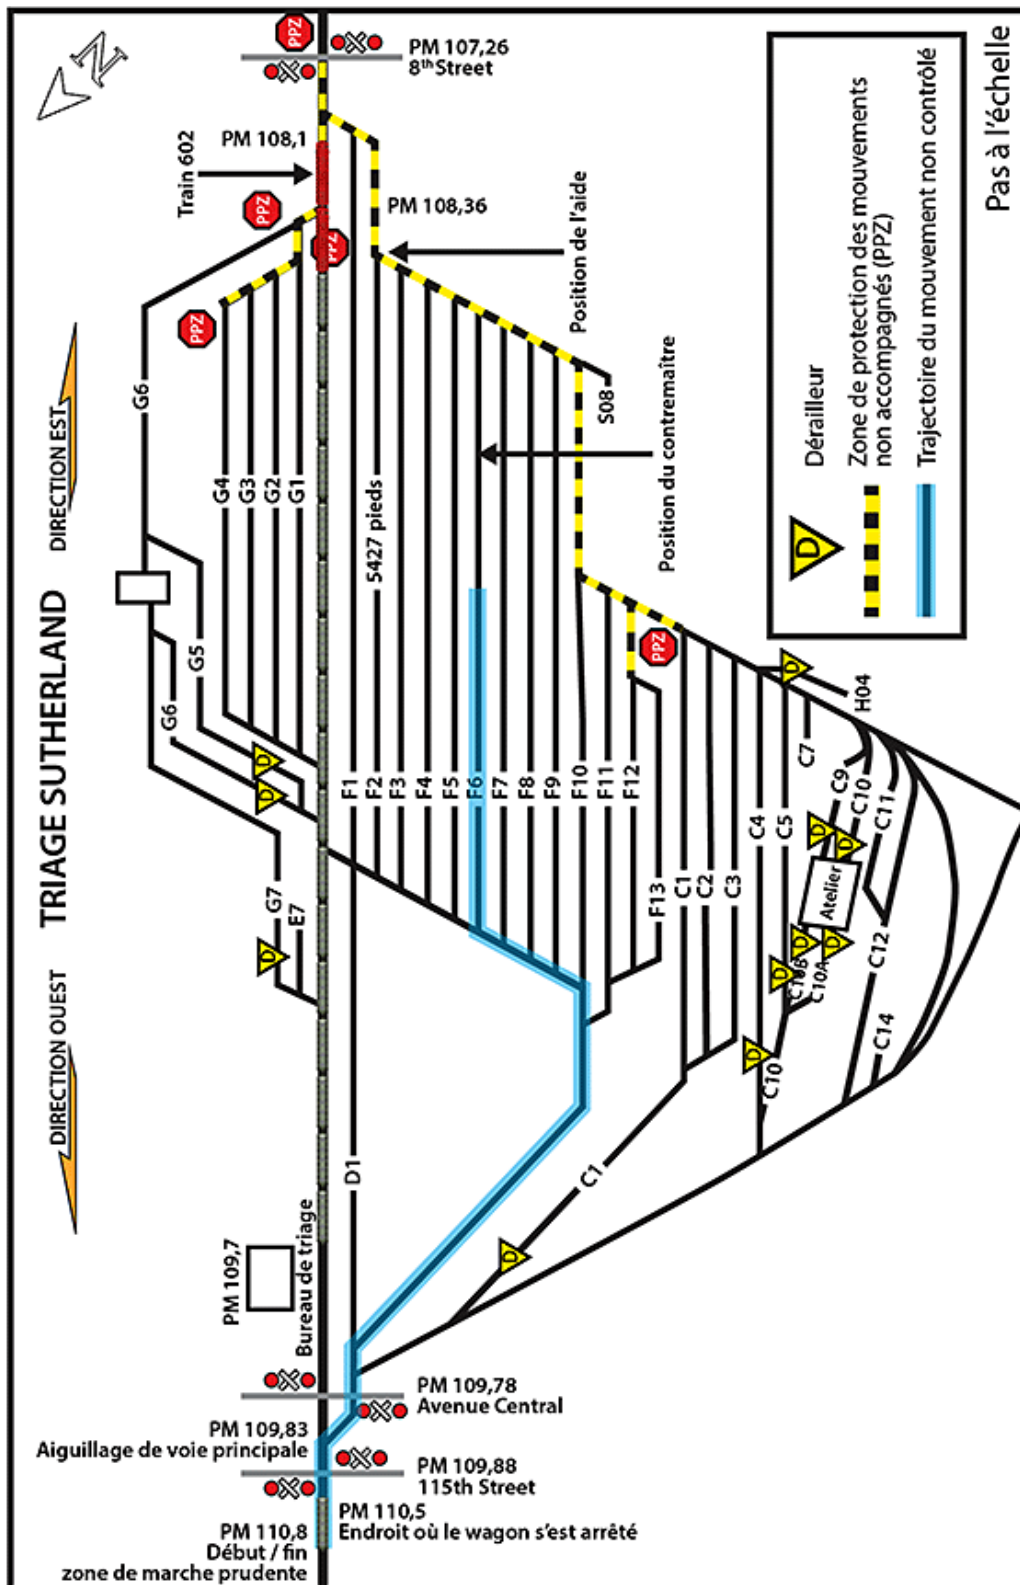 PPZ
PM 107,26
8th Street
N
PM 108,1
Train 602
PPZ
PM 108,36
PPZ
Position de l'aide
PPZ
G6
DIRECTION EST
TRIAGE SUTHERLAND
DIRECTION OUEST
G4
G3
G2
G1
5427 pieds
S08
Position du contremaître
Pas à l'échelle
D
Dérailleur
Zone de protection des mouvements
non accompagnés (PPZ)
Trajectoire du mouvement non contrôlé
G5
G6
D
D
PPZ
D
H04
F1
F2
F3
F4
F5
F6
F7
F8
F9
F10
F11
F12
F13
C1
C2
C3
C4
C5
C7
C9
C10
C11
D
D
Atelier
G7
E7
D
D
D
D
C10B
C10A
C12
C14
D
C10
D1
C1
D
PM 109,7
Bureau de triage
PM 109,78
Avenue Central
PM 109,83
Aiguillage de voie principale
PM 109,88
115th Street
PM 110,5
Endroit où le wagon s'est arrêté
PM 110,8
Début / fin
zone de marche prudente